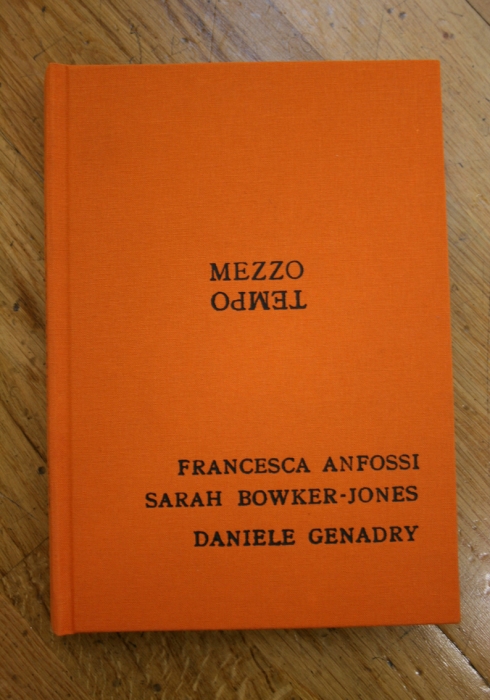 MEZZO
TEMPO
FRANCESCA ANFOSSI
SARAH BOWKER-JONES
DANIELE GENADRY